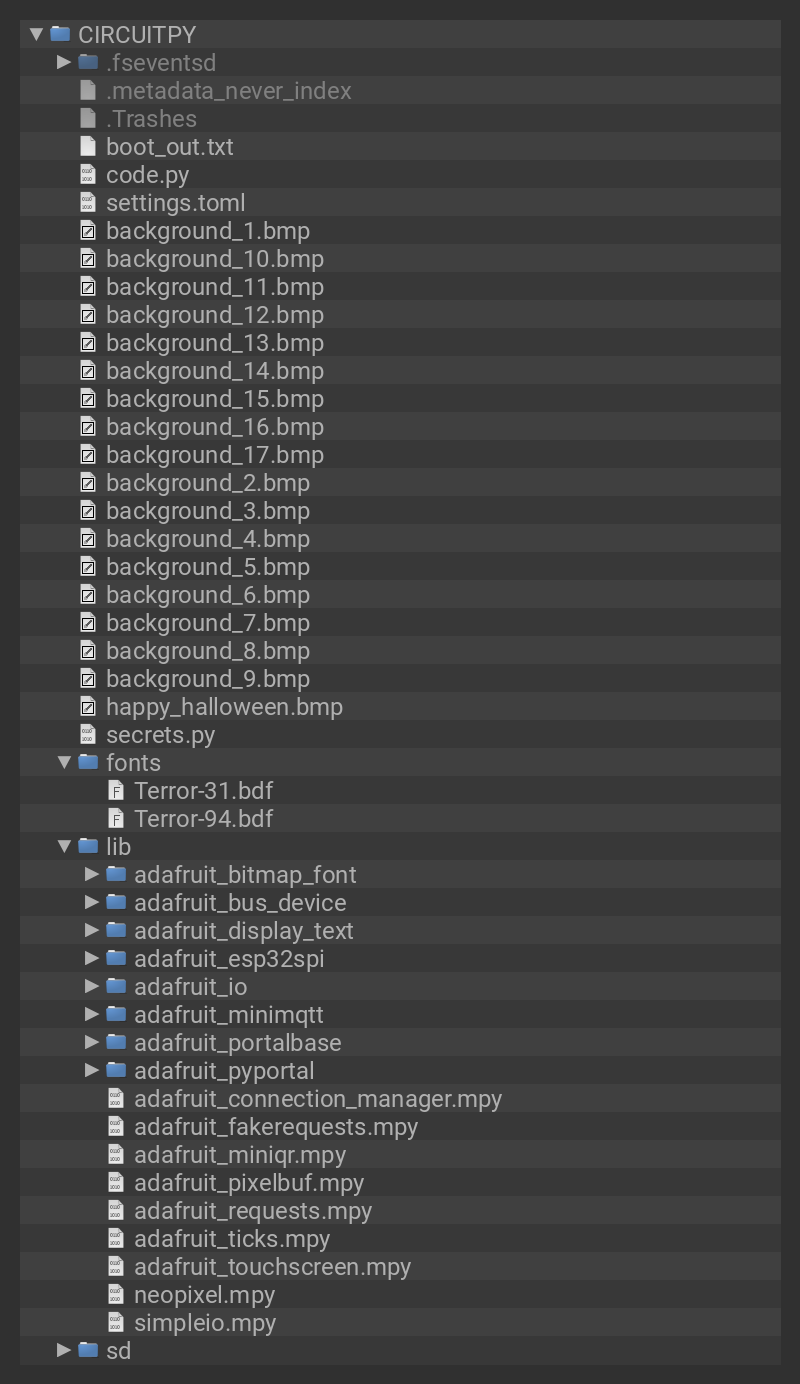 CIRCUITPY
.fseventsd
.metadata_never_index
.Trashes
boot_out.txt
code.py
settings.toml
background_1.bmp
background_10.bmp
background_11.bmp
background_12.bmp
background_13.bmp
background_14.bmp
background_15.bmp
background_16.bmp
background_17.bmp
background_2.bmp
background_3.bmp
background_4.bmp
background_5.bmp
background_6.bmp
background_7.bmp
background_8.bmp
background_9.bmp
happy_halloween.bmp
secrets.py
fonts
Terror-31.bdf
Terror-94.bdf
lib
adafruit_bitmap_font
adafruit_bus_device
adafruit_display_text
adafruit_esp32spi
adafruit_io
adafruit_minimqtt
adafruit_portalbase
adafruit_pyportal
adafruit_connection_manager.mpy
adafruit_fakerequests.mpy
adafruit_miniqr.mpy
adafruit_pixelbuf.mpy
adafruit_requests.mpy
adafruit_ticks.mpy
adafruit_touchscreen.mpy
neopixel.mpy
simpleio.mpy
sd